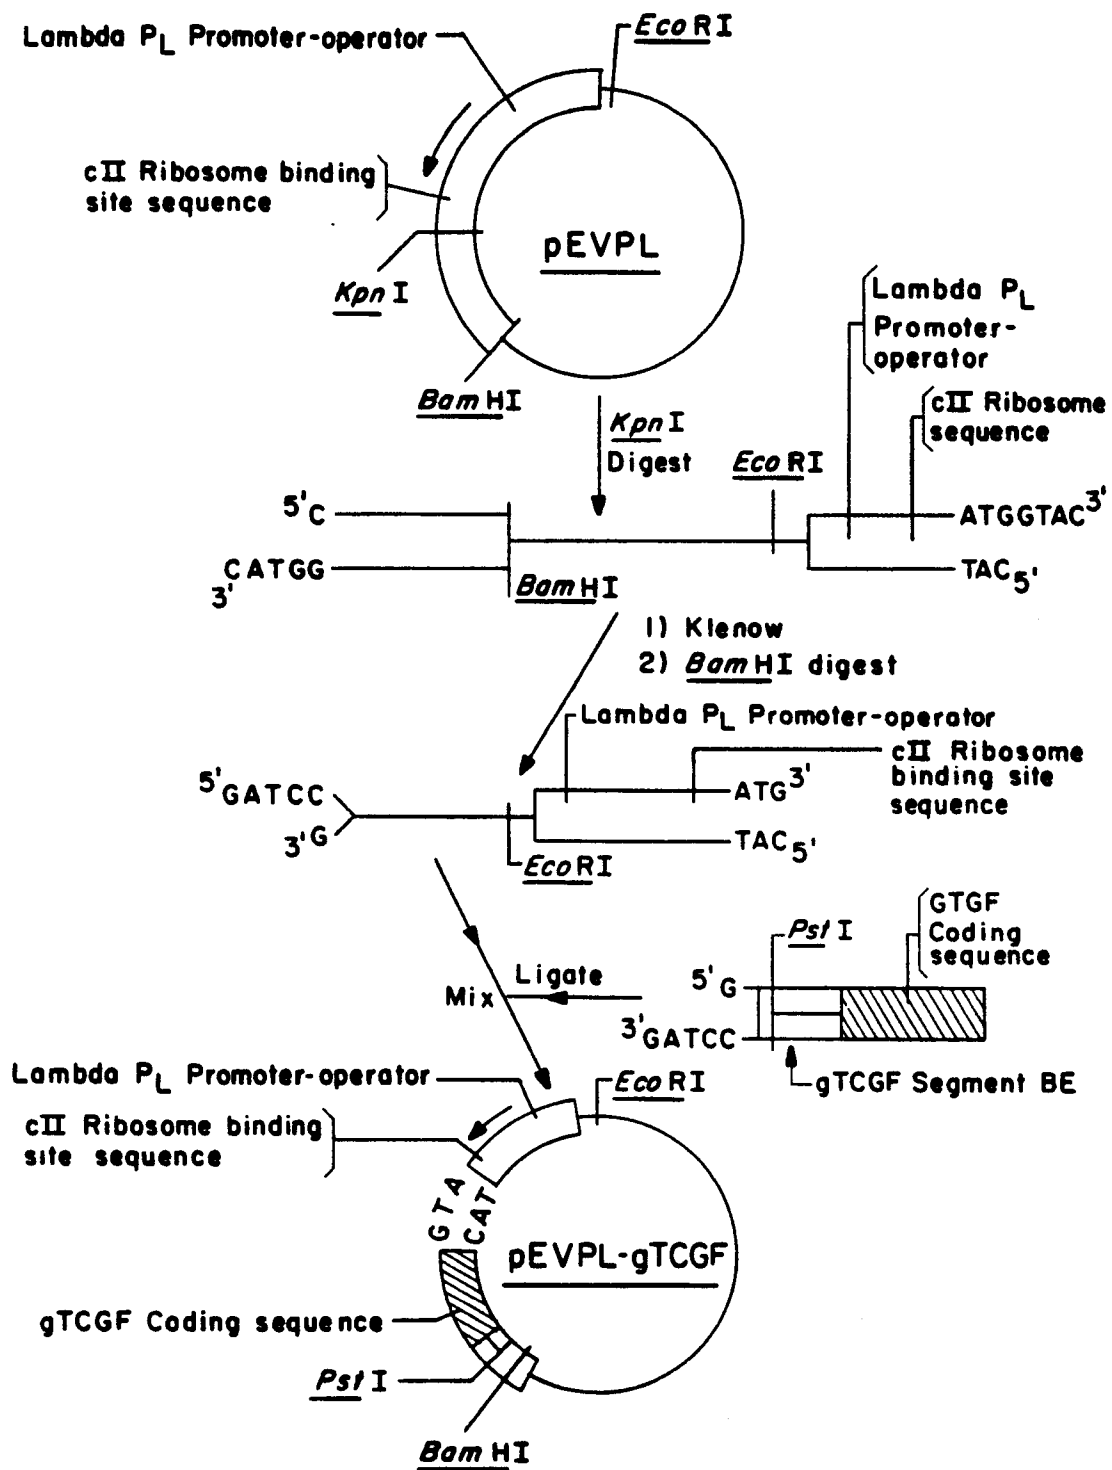 Lambda PL Promoter-operator
EcoRI
cII Ribosome binding
site sequence
pEVPL
KpnI
BamHI
Lambda PL
Promoter-
operator
cII Ribosome
sequence
KpnI
Digest
EcoRI
5'C
ATGGTAC3'
CATGG
3'
TAC5'
BamHI
1) Klenow
2) BamHI digest
Lambda PL Promoter-operator
cII Ribosome
binding site
sequence
5'GATCC
ATG3'
3'G
TAC5'
EcoRI
GTGF
Coding
sequence
PstI
5'G
Ligate
Mix
3'GATCC
gTCGF Segment BE
Lambda PL Promoter-operator
EcoRI
cII Ribosome binding
site sequence
GTA
CAT
pEVPL-gTCGF
gTCGF Coding sequence
PstI
BamHI